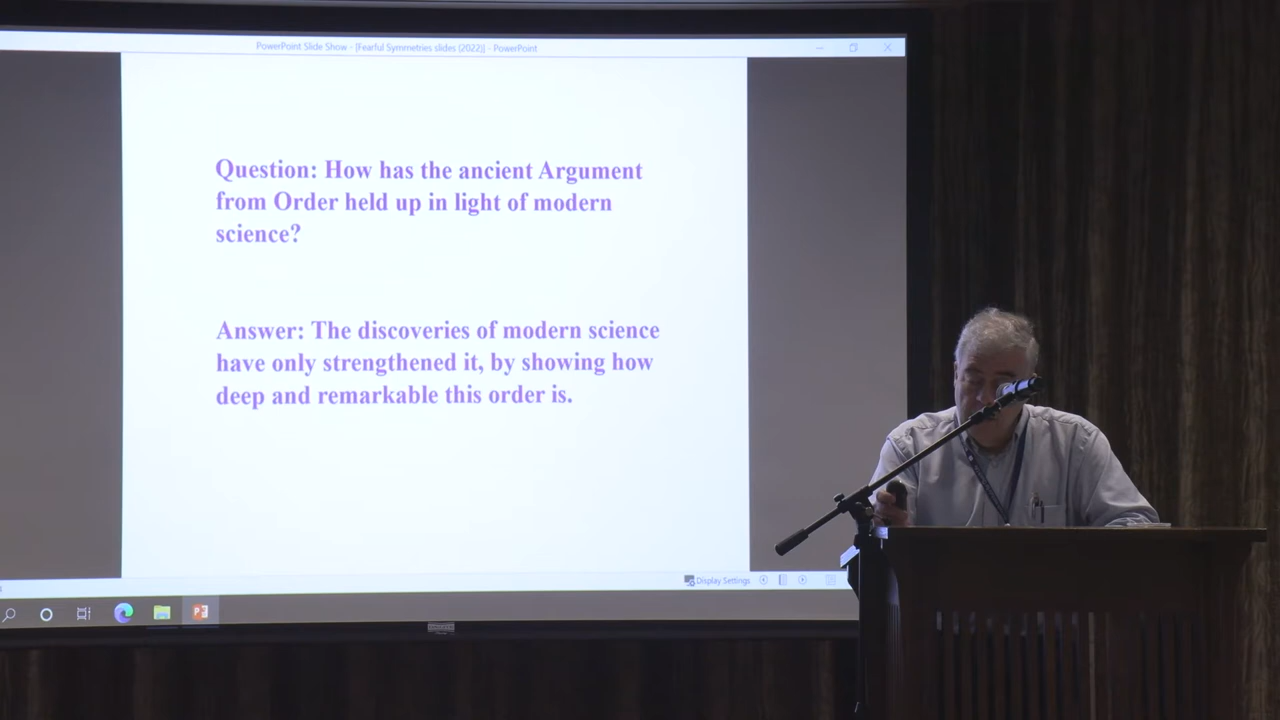 PowerPoint Slide Show - [Fearful Symmetries slides (2022)] - PowerPoint
Question: How has the ancient Argument
from Order held up in light of modern
science?
Answer: The discoveries of modern science
have only strengthened it, by showing how
deep and remarkable this order is.
Display Settings